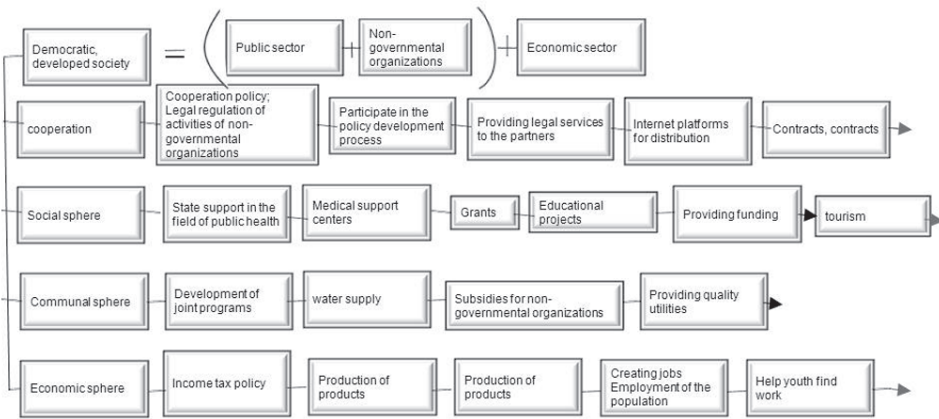 Democratic,
developed society
=
(
Public sector
+
Non-
governmental
organizations
)
+
Economic sector
cooperation
Cooperation policy;
Legal regulation of
activities of non-
governmental
organizations
Participate in the
policy development
process
Providing legal services
to the partners
Internet platforms
for distribution
Contracts, contracts
Social sphere
State support in the
field of public health
Medical support
centers
Grants
Educational
projects
Providing funding
tourism
Communal sphere
Development of
joint programs
water supply
Subsidies for non-
governmental organizations
Providing quality
utilities
Economic sphere
Income tax policy
Production of
products
Production of
products
Creating jobs
Employment of the
population
Help youth find
work